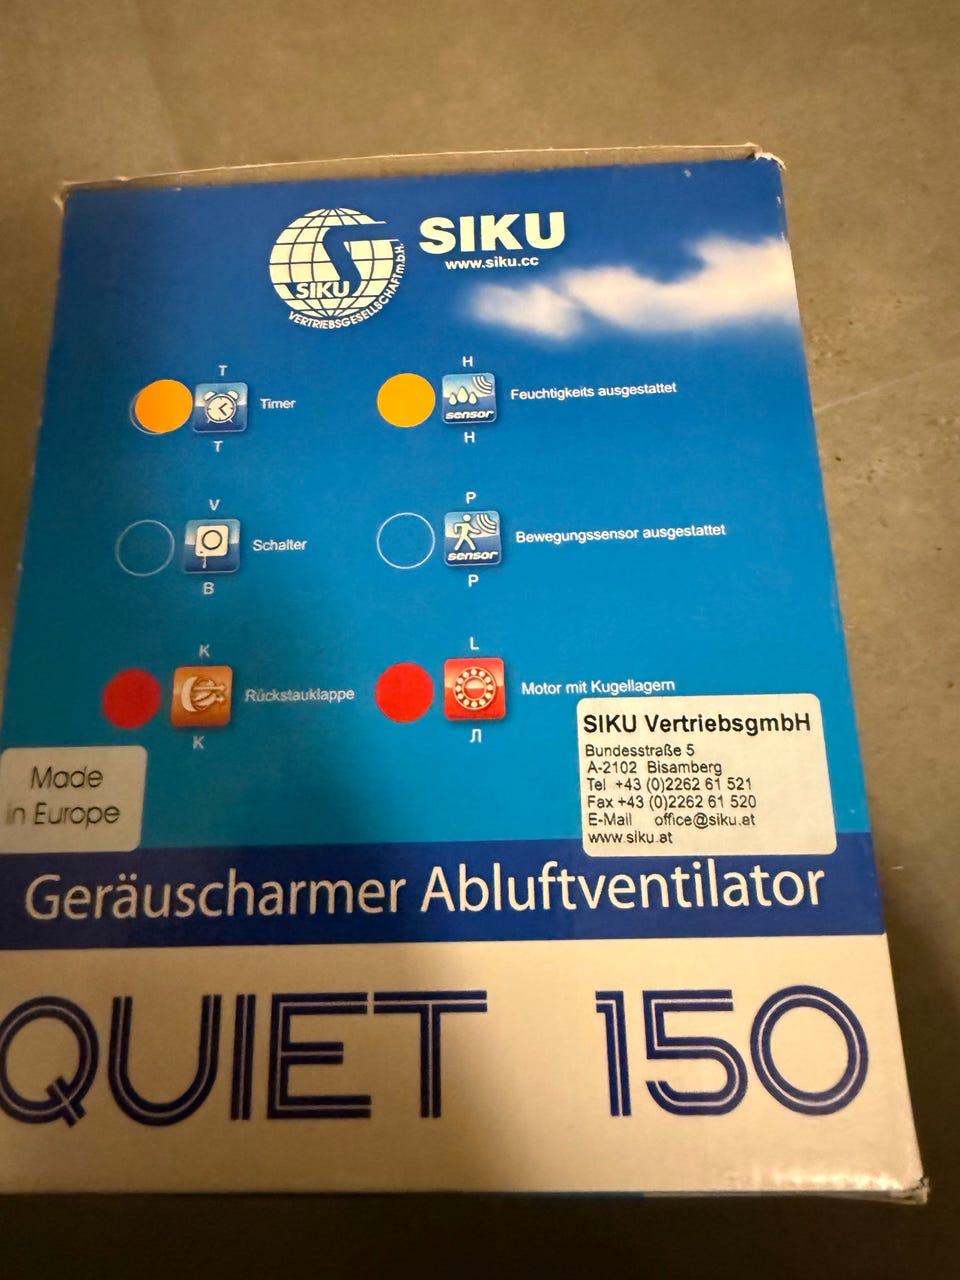 SIKU
VERTRIEBSGESELLSCHAFT m.b.H.
SIKU
www.siku.cc
T
Timer
T
H
sensor
Feuchtigkeits ausgestattet
H
V
Schalter
B
P
sensor
Bewegungssensor ausgestattet
P
K
Rückstauklappe
K
L
Motor mit Kugellagern
Л
Made
in Europe
SIKU VertriebsgmbH
Bundesstraße 5
A-2102 Bisamberg
Tel +43 (0)2262 61 521
Fax +43 (0)2262 61 520
E-Mail office@siku.at
www.siku.at
Geräuscharmer Abluftventilator
QUIET 150